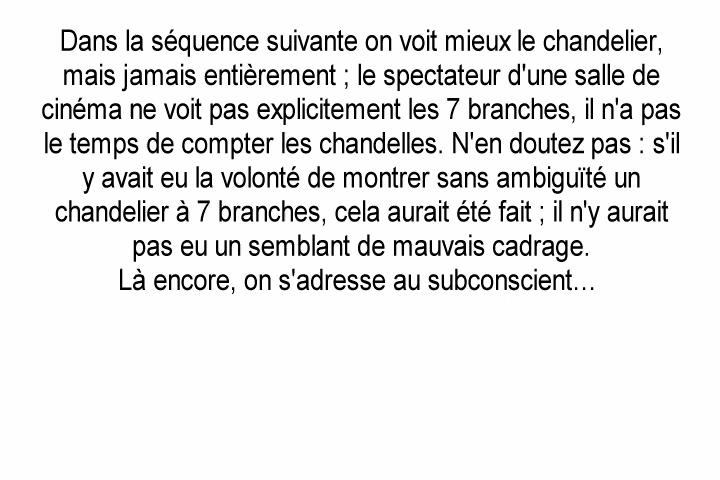 Dans la séquence suivante on voit mieux le chandelier,
mais jamais entièrement ; le spectateur d'une salle de
cinéma ne voit pas explicitement les 7 branches, il n'a pas
le temps de compter les chandelles. N'en doutez pas : s'il
y avait eu la volonté de montrer sans ambiguïté un
chandelier à 7 branches, cela aurait été fait ; il n'y aurait
pas eu un semblant de mauvais cadrage.
Là encore, on s'adresse au subconscient…